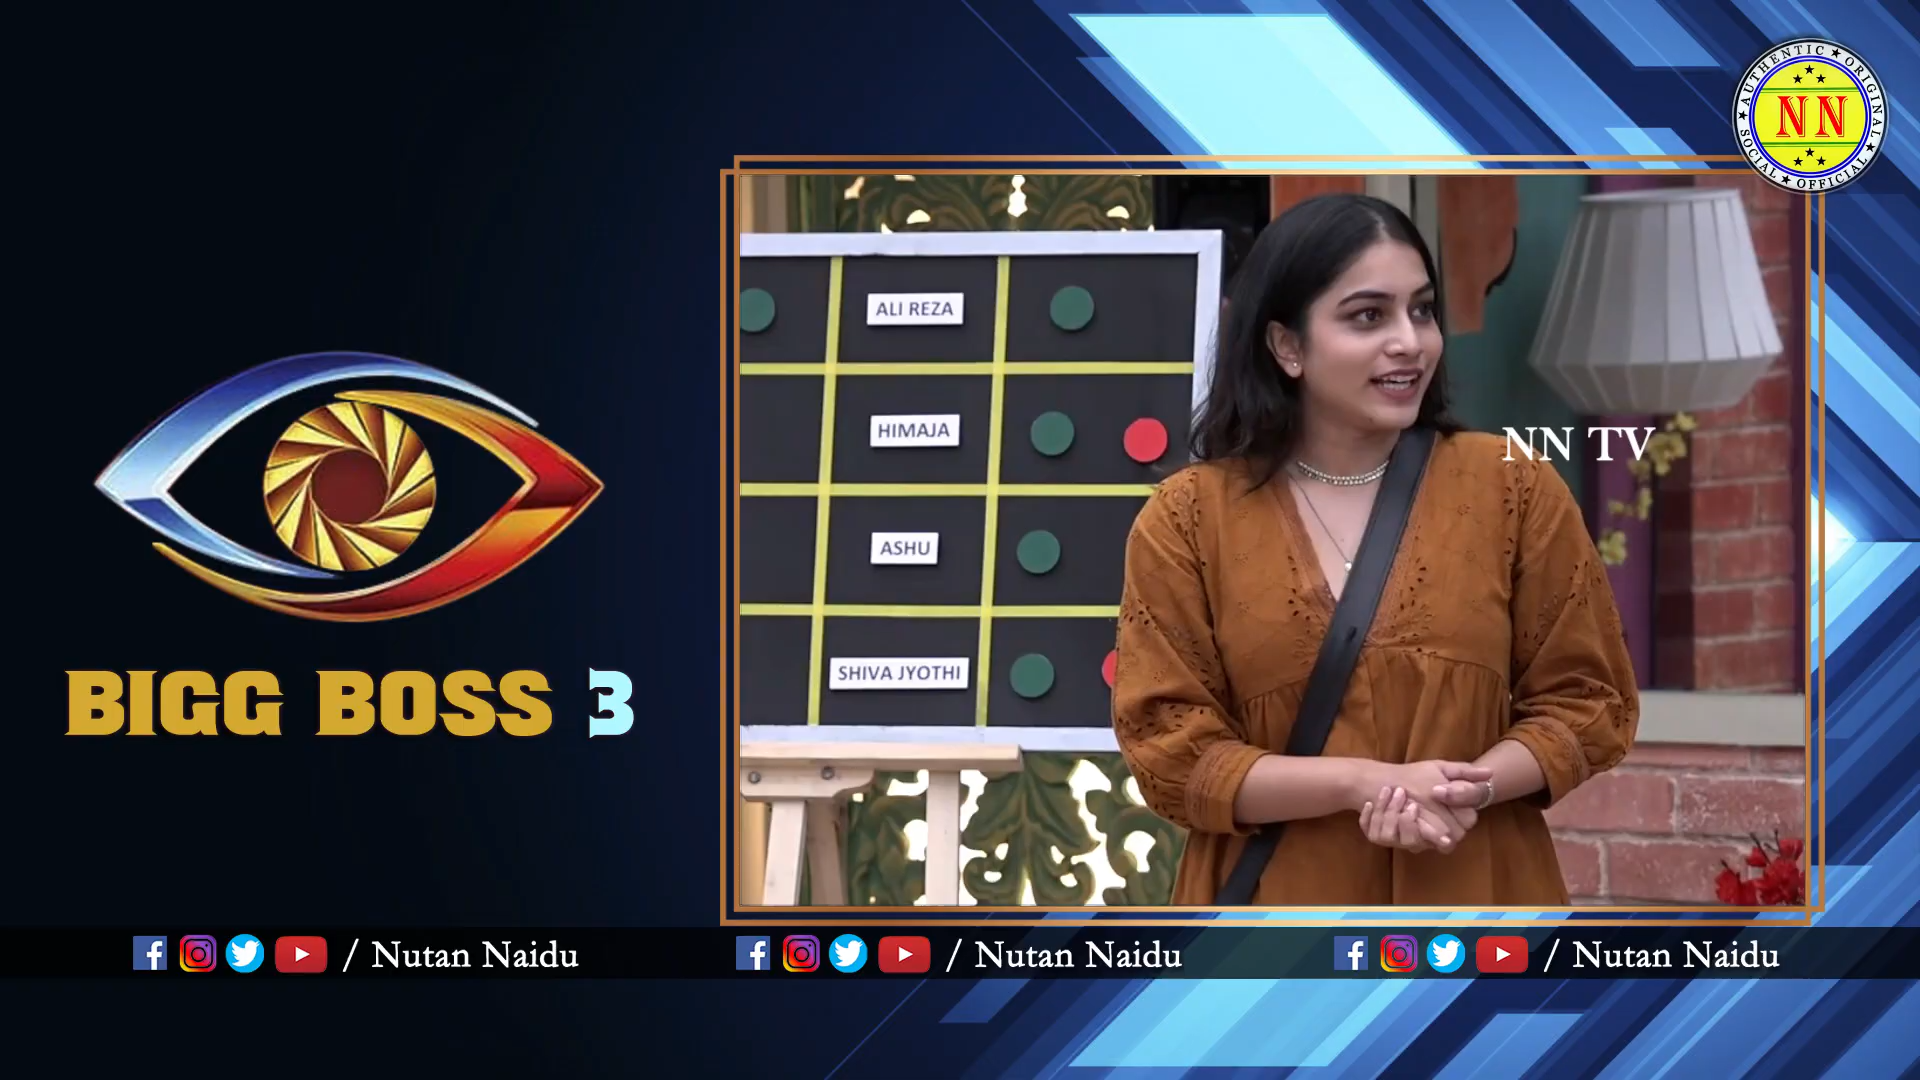 AUTHENTIC ★ ORIGINAL
NN
SOCIAL ★ OFFICIAL
ALI REZA
HIMAJA
NN TV
ASHU
SHIVA JYOTHI
BIGG BOSS 3
/ Nutan Naidu
/ Nutan Naidu
/ Nutan Naidu